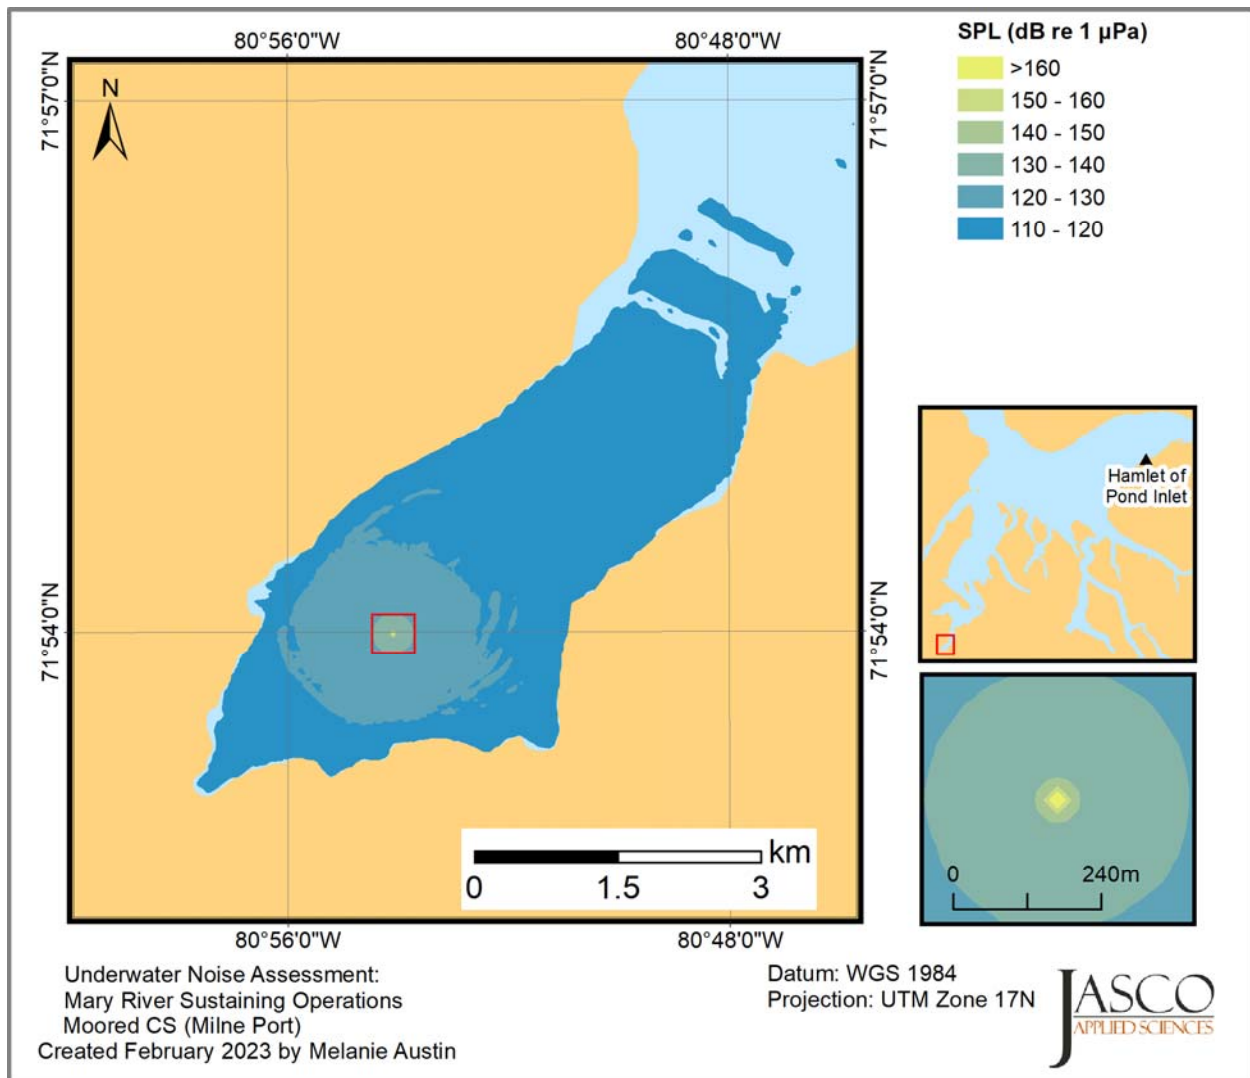 80°56'0"W
80°48'0"W
SPL (dB re 1 µPa)
>160
150 - 160
140 - 150
130 - 140
120 - 130
110 - 120
N
71°57'0"N
71°57'0"N
Hamlet of
Pond Inlet
71°54'0"N
71°54'0"N
km
0
1.5
3
0
240m
80°56'0"W
80°48'0"W
Underwater Noise Assessment:
Mary River Sustaining Operations
Moored CS (Milne Port)
Created February 2023 by Melanie Austin
Datum: WGS 1984
Projection: UTM Zone 17N
JASCO
APPLIED SCIENCES